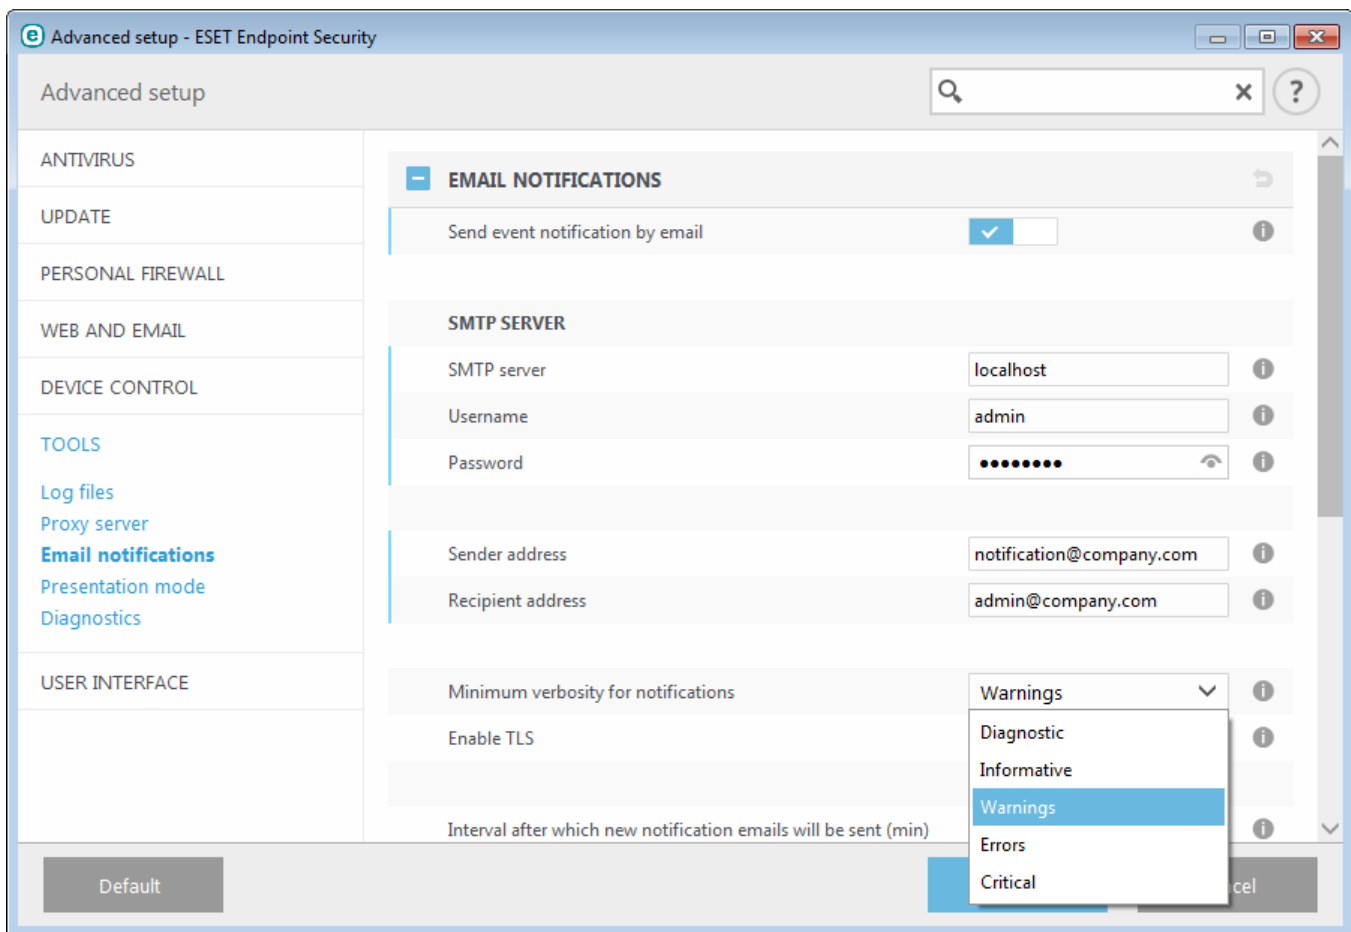 Advanced setup - ESET Endpoint Security
Advanced setup
?
ANTIVIRUS
UPDATE
PERSONAL FIREWALL
WEB AND EMAIL
DEVICE CONTROL
TOOLS
Log files
Proxy server
Email notifications
Presentation mode
Diagnostics
USER INTERFACE
EMAIL NOTIFICATIONS
Send event notification by email
SMTP SERVER
SMTP server localhost
Username admin
Password ••••••••
Sender address notification@company.com
Recipient address admin@company.com
Minimum verbosity for notifications Warnings
Enable TLS
Diagnostic
Informative
Warnings
Errors
Critical
Interval after which new notification emails will be sent (min)
Default